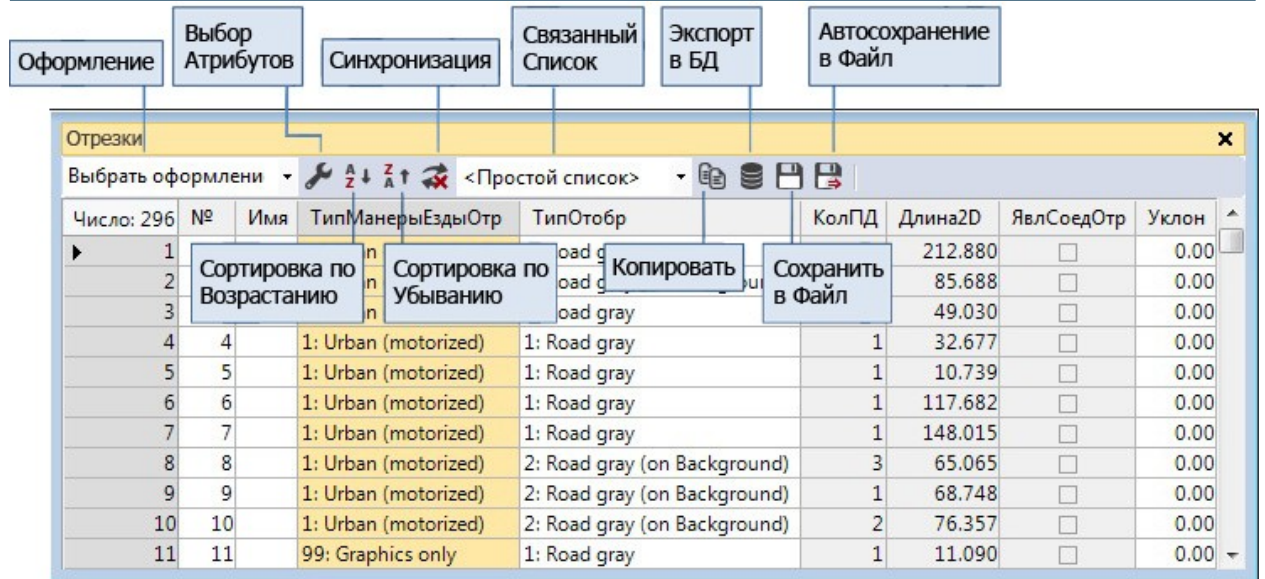 Оформление
Выбор
Атрибутов
Синхронизация
Связанный
Список
Экспорт
в БД
Автосохранение
в Файл
Отрезки
Выбрать оформлени <Простой список>
Число: 296 № Имя ТипМанерыЕздыОтр ТипОтобр КолПД Длина2D ЯвлСоедОтр Уклон
1 212.880 0.00
2 85.688 0.00
3 oad gray 49.030 0.00
Сортировка по
Возрастанию
Сортировка по
Убыванию
Копировать
Сохранить
в Файл
4 4 1: Urban (motorized) 1: Road gray 1 32.677 0.00
5 5 1: Urban (motorized) 1: Road gray 1 10.739 0.00
6 6 1: Urban (motorized) 1: Road gray 1 117.682 0.00
7 7 1: Urban (motorized) 1: Road gray 1 148.015 0.00
8 8 1: Urban (motorized) 2: Road gray (on Background) 3 65.065 0.00
9 9 1: Urban (motorized) 2: Road gray (on Background) 1 68.748 0.00
10 10 1: Urban (motorized) 2: Road gray (on Background) 2 76.357 0.00
11 11 99: Graphics only 1: Road gray 1 11.090 0.00